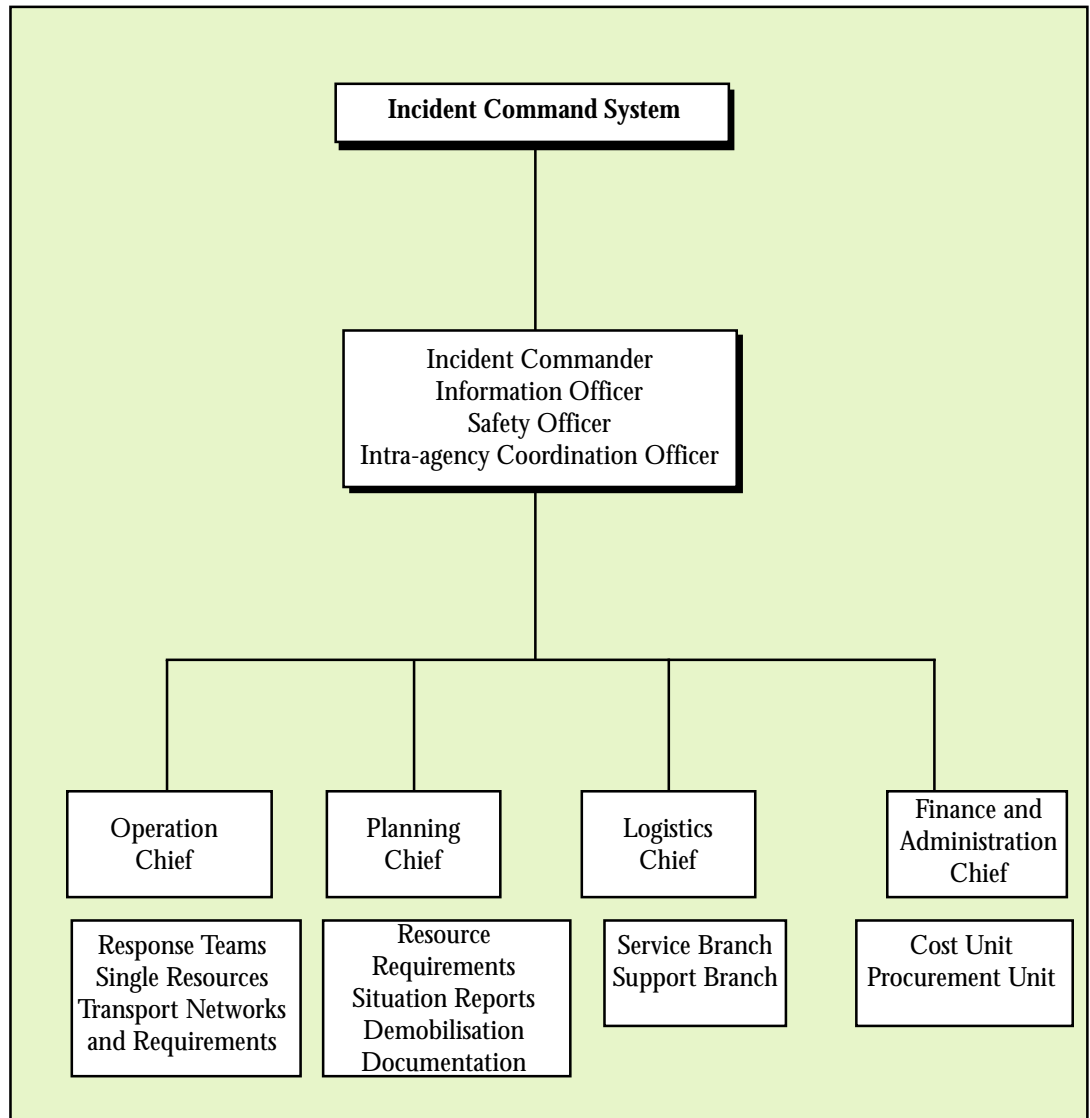 Incident Command System
Incident Commander
Information Officer
Safety Officer
Intra-agency Coordination Officer
Operation
Chief
Planning
Chief
Logistics
Chief
Finance and
Administration
Chief
Response Teams
Single Resources
Transport Networks
and Requirements
Resource
Requirements
Situation Reports
Demobilisation
Documentation
Service Branch
Support Branch
Cost Unit
Procurement Unit